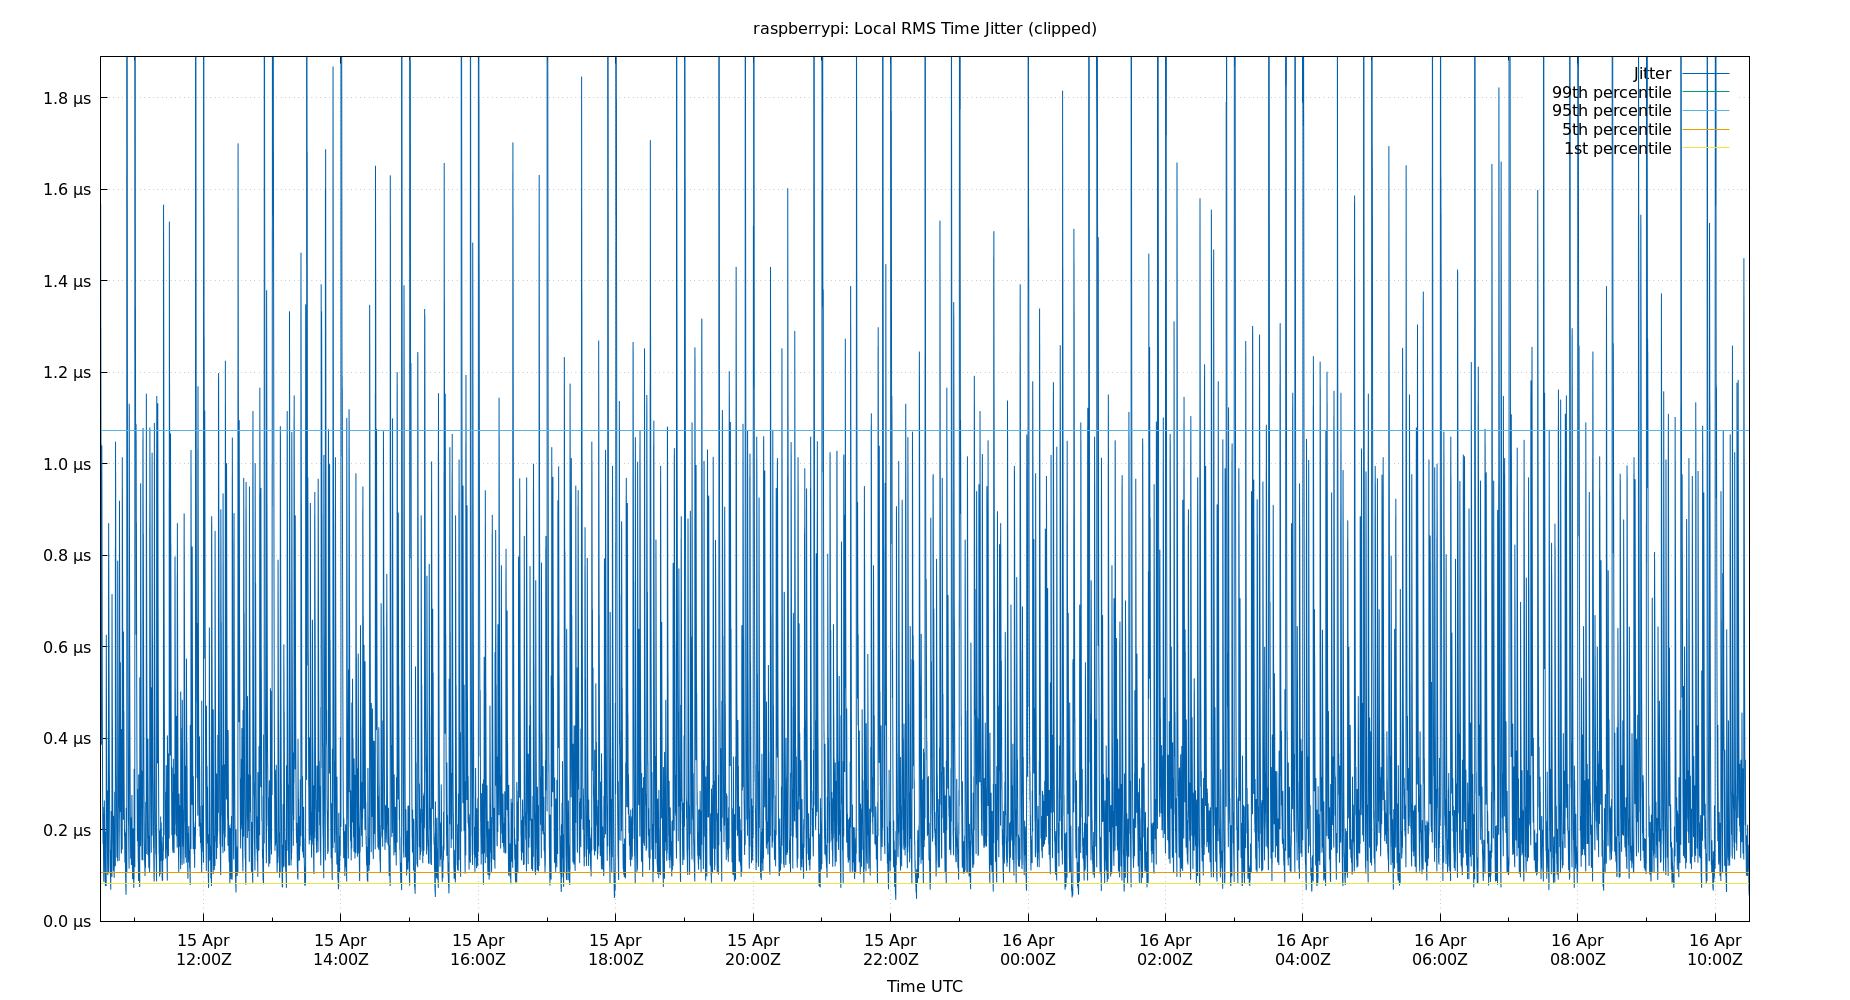 raspberrypi: Local RMS Time Jitter (clipped)
Jitter
99th percentile
95th percentile
5th percentile
1st percentile
1.8 µs
1.6 µs
1.4 µs
1.2 µs
1.0 µs
0.8 µs
0.6 µs
0.4 µs
0.2 µs
0.0 µs
15 Apr 15 Apr 15 Apr 15 Apr 15 Apr 15 Apr 16 Apr 16 Apr 16 Apr 16 Apr 16 Apr 16 Apr
12:00Z 14:00Z 16:00Z 18:00Z 20:00Z 22:00Z 00:00Z 02:00Z 04:00Z 06:00Z 08:00Z 10:00Z
Time UTC